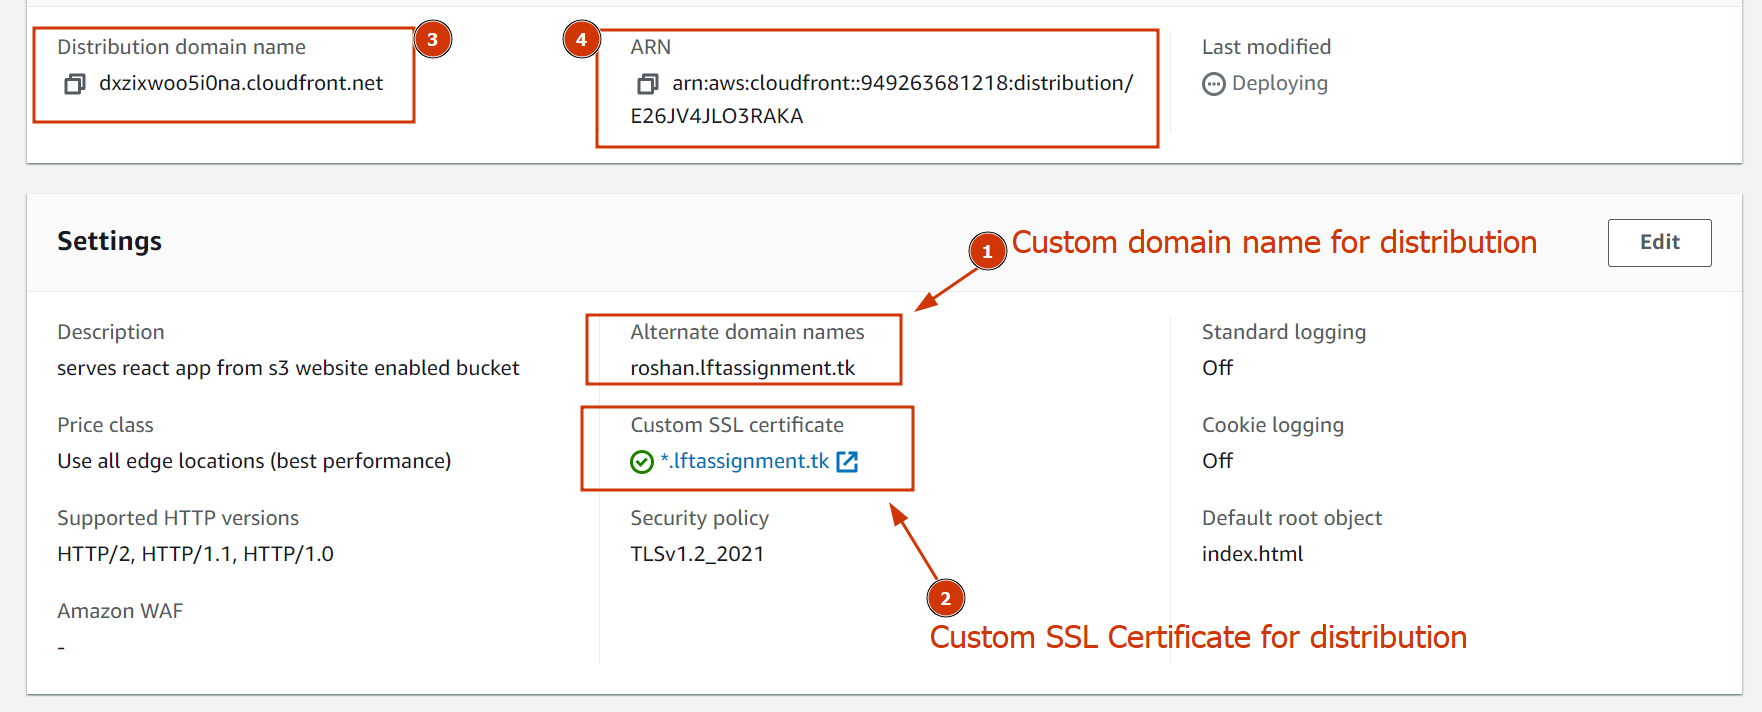 Distribution domain name
dxzixwoo5i0na.cloudfront.net
3
4
ARN
arn:aws:cloudfront::949263681218:distribution/
E26JV4JLO3RAKA
Last modified
Deploying
Settings
1 Custom domain name for distribution
Edit
Description
serves react app from s3 website enabled bucket
Price class
Use all edge locations (best performance)
Supported HTTP versions
HTTP/2, HTTP/1.1, HTTP/1.0
Amazon WAF
-
Alternate domain names
roshan.lftassignment.tk
Custom SSL certificate
*.lftassignment.tk
Security policy
TLSv1.2_2021
2
Custom SSL Certificate for distribution
Standard logging
Off
Cookie logging
Off
Default root object
index.html